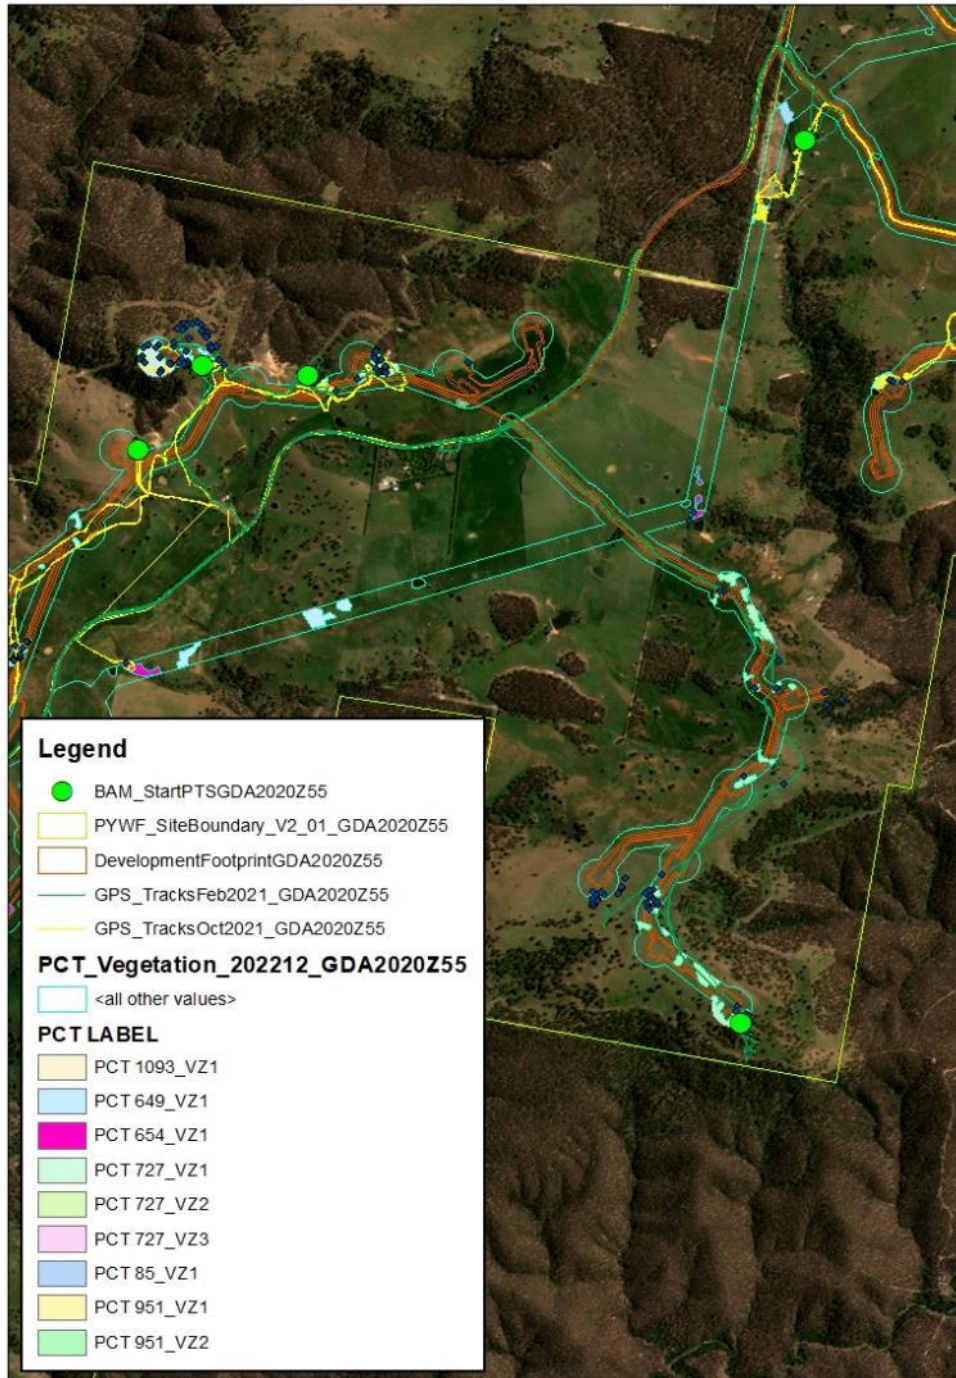 Legend
BAM_StartPTSGDA2020Z55
PYWF_SiteBoundary_V2_01_GDA2020Z55
DevelopmentFootprintGDA2020Z55
GPS_TracksFeb2021_GDA2020Z55
GPS_TracksOct2021_GDA2020Z55
PCT_Vegetation_202212_GDA2020Z55
<all other values>
PCT LABEL
PCT 1093_VZ1
PCT 649_VZ1
PCT 654_VZ1
PCT 727_VZ1
PCT 727_VZ2
PCT 727_VZ3
PCT 85_VZ1
PCT 951_VZ1
PCT 951_VZ2